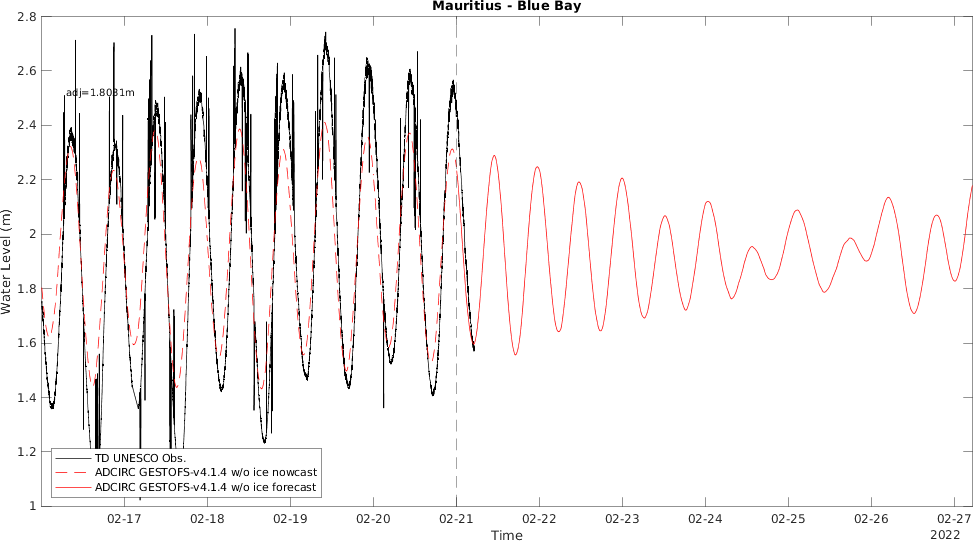 Mauritius - Blue Bay
2.8
2.6
2.4
2.2
2
1.8
1.6
1.4
1.2
1
Water Level (m)
adj=1.8031m
TD UNESCO Obs.
ADCIRC GESTOFS-v4.1.4 w/o ice nowcast
ADCIRC GESTOFS-v4.1.4 w/o ice forecast
02-17 02-18 02-19 02-20 02-21 02-22 02-23 02-24 02-25 02-26 02-27
Time
2022